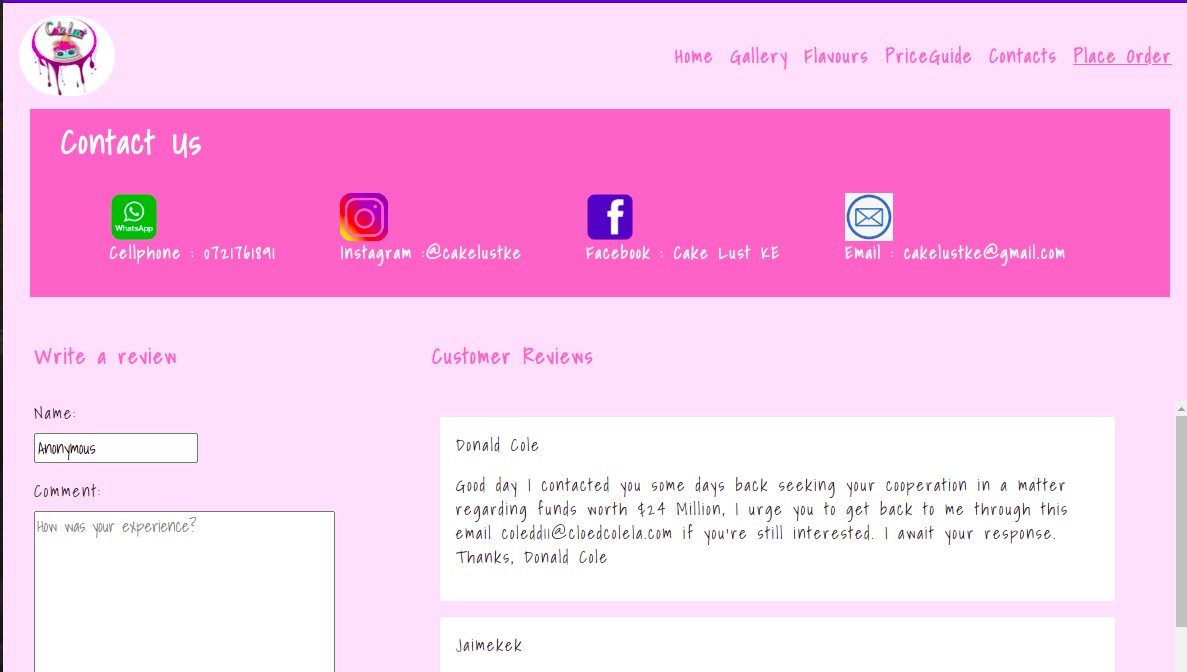 Cake Lust
Home Gallery Flavours PriceGuide Contacts Place Order
Contact Us
WhatsApp
Cellphone : 0721761891
Instagram :@cakelustke
Facebook : Cake Lust KE
Email : cakelustke@gmail.com
Write a review
Name:
Anonymous
Comment:
How was your experience?
Customer Reviews
Donald Cole
Good day I contacted you some days back seeking your cooperation in a matter
regarding funds worth $24 Million, I urge you to get back to me through this
email coleddii@cloedcolela.com if you're still interested. I await your response.
Thanks, Donald Cole
Jaimekek